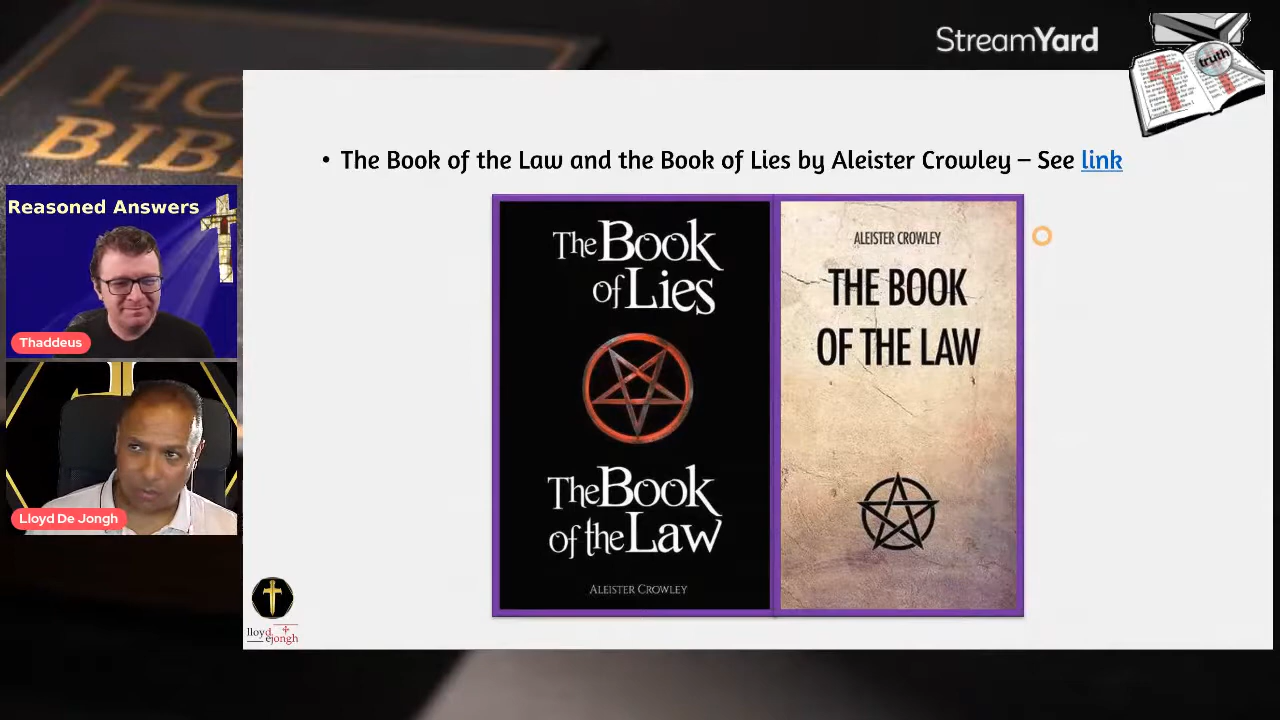 HO
BIB
StreamYard
truth
• The Book of the Law and the Book of Lies by Aleister Crowley – See link
Reasoned Answers
Thaddeus
Lloyd De Jongh
The Book
of Lies
The Book
of the Law
ALEISTER CROWLEY
ALEISTER CROWLEY
THE BOOK
OF THE LAW
lloyd
ejongh